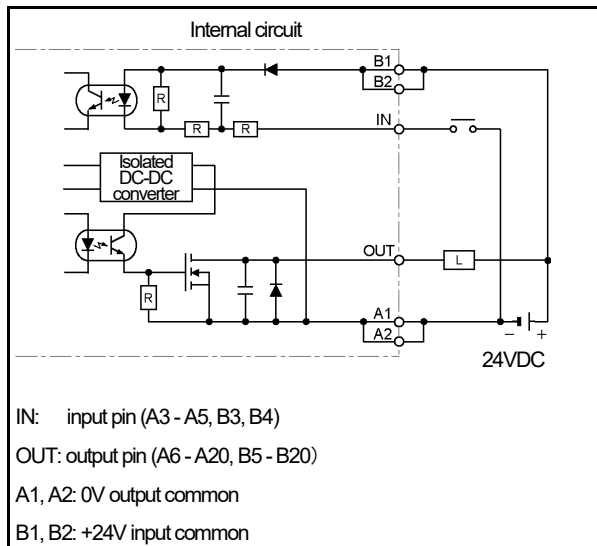 Internal circuit
B1
B2
R
IN
R
R
Isolated
DC-DC
converter
OUT
L
R
A1
A2
– +
24VDC
IN: input pin (A3 - A5, B3, B4)
OUT: output pin (A6 - A20, B5 - B20）
A1, A2: 0V output common
B1, B2: +24V input common